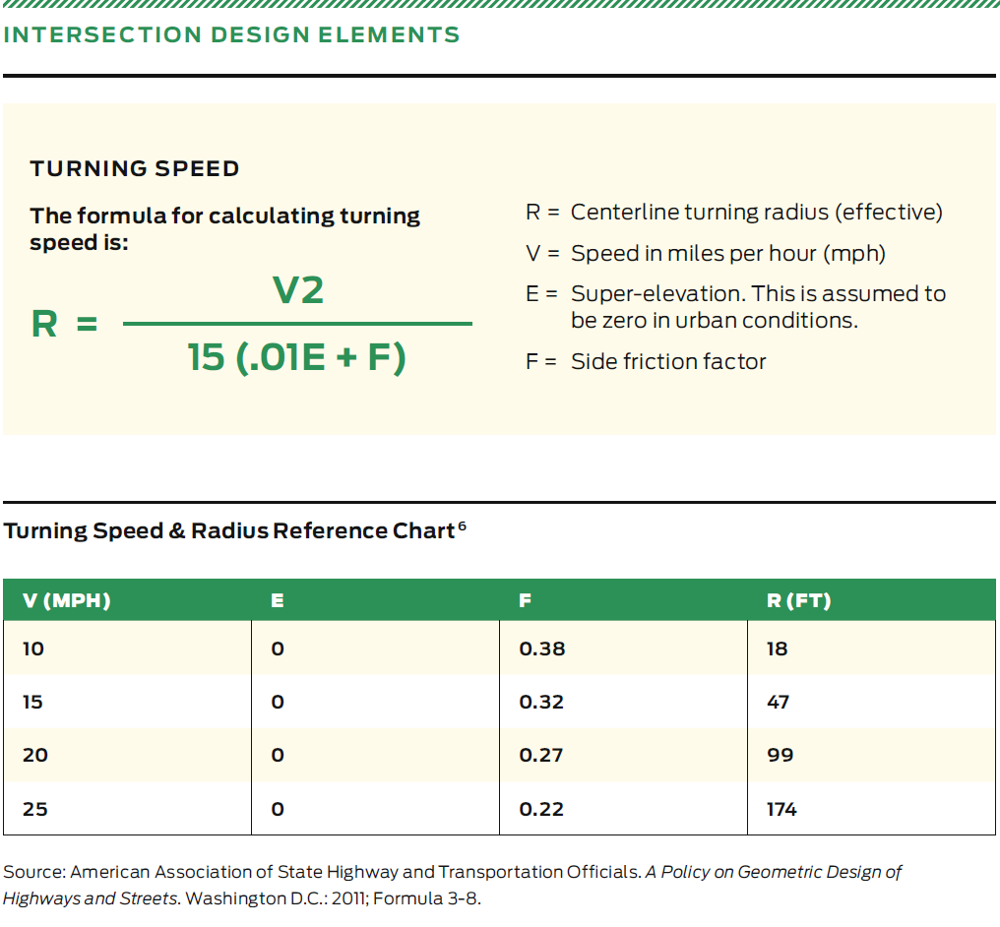 INTERSECTION DESIGN ELEMENTS
TURNING SPEED
The formula for calculating turning
speed is:
R = V2
15 (.01E + F)
R = Centerline turning radius (effective)
V = Speed in miles per hour (mph)
E = Super-elevation. This is assumed to
be zero in urban conditions.
F = Side friction factor
Turning Speed & Radius Reference Chart 6
V (MPH) E F R (FT)
10 0 0.38 18
15 0 0.32 47
20 0 0.27 99
25 0 0.22 174
Source: American Association of State Highway and Transportation Officials. A Policy on Geometric Design of
Highways and Streets. Washington D.C.: 2011; Formula 3-8.